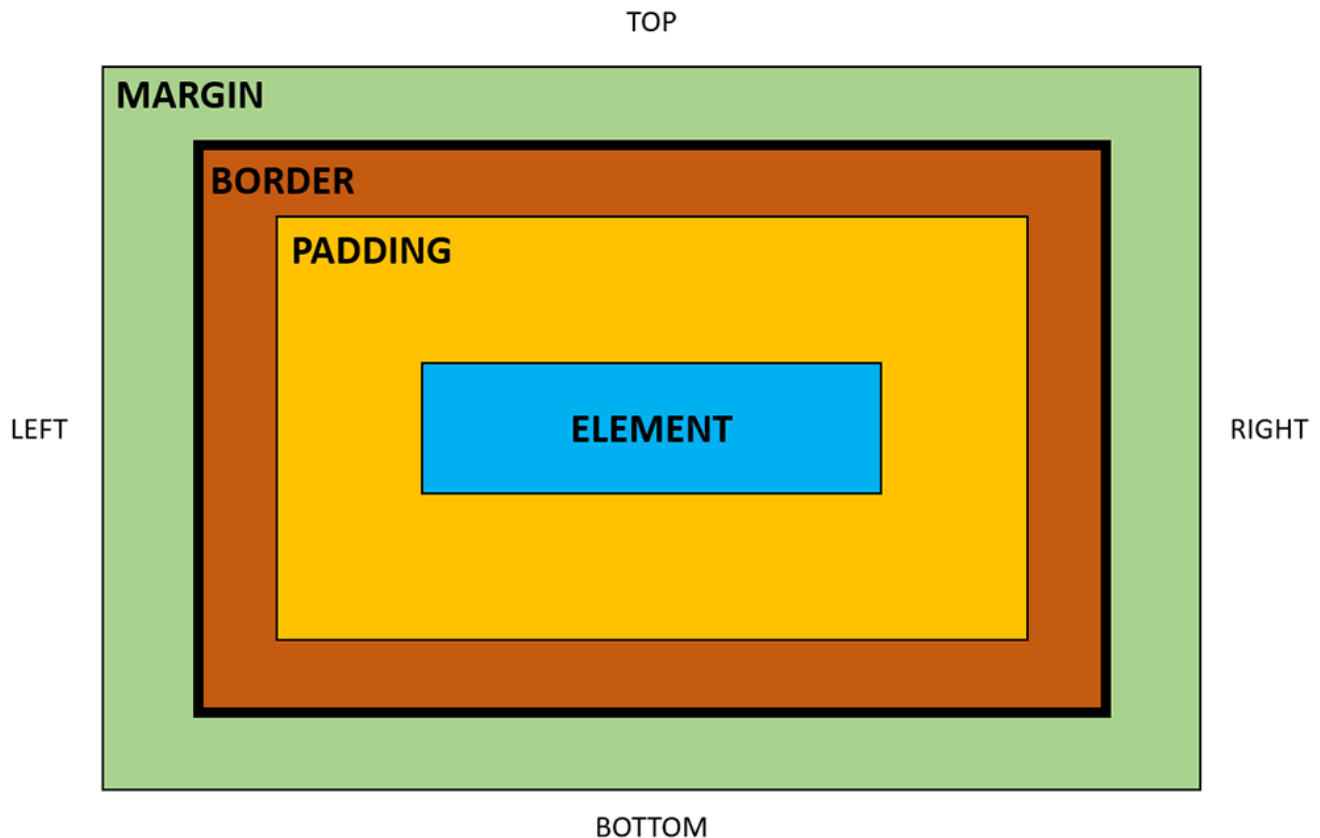 TOP
MARGIN
BORDER
PADDING
LEFT
ELEMENT
RIGHT
BOTTOM